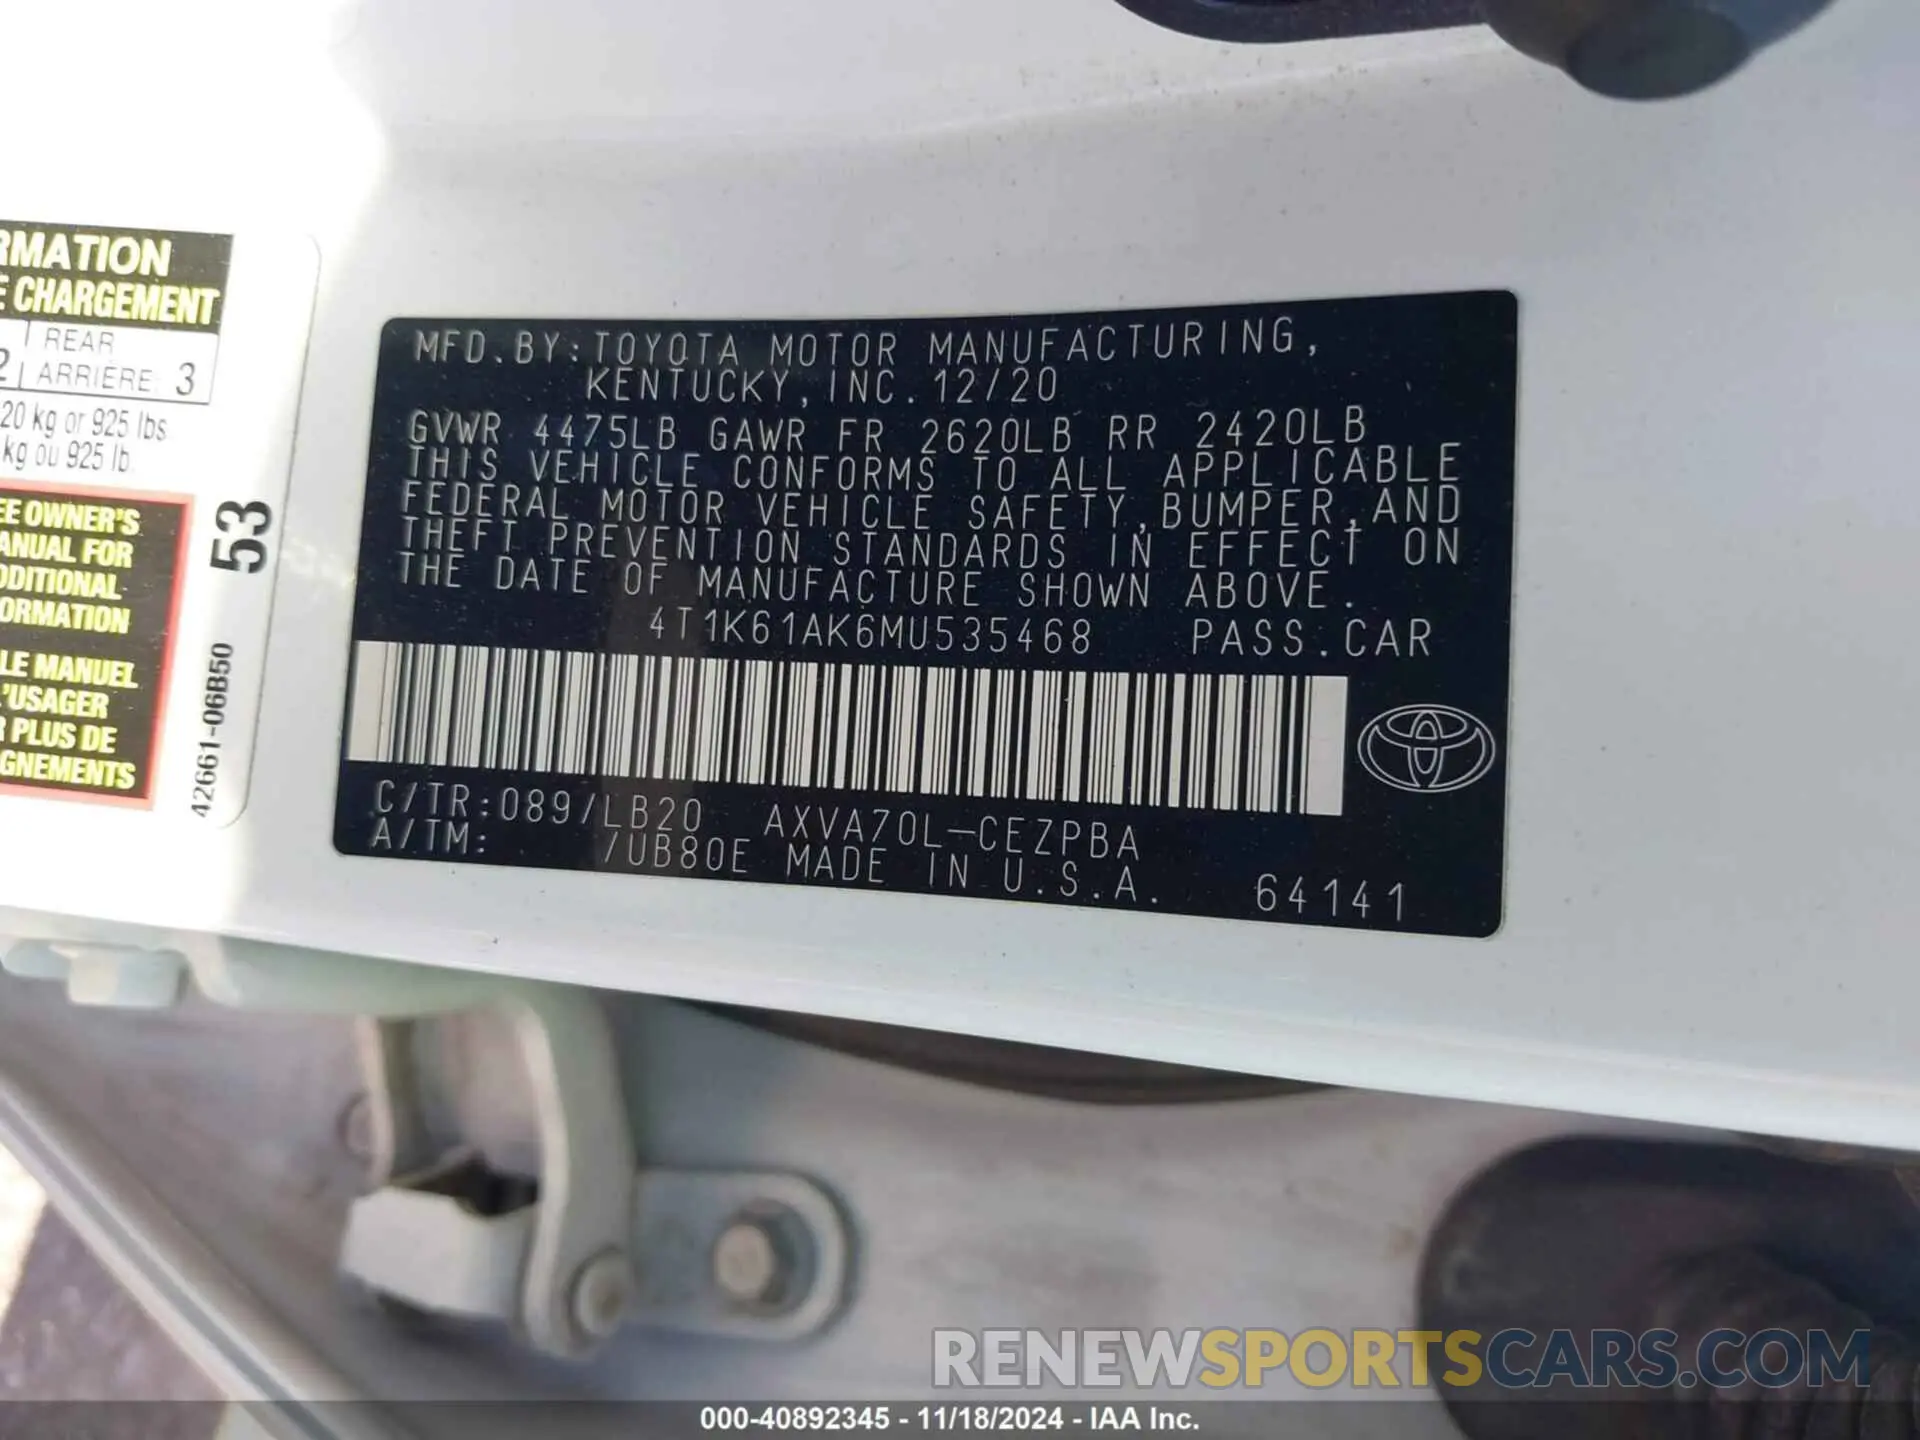 RMATION
E CHARGEMENT
2 REAR
ARRIÈRE 3
20 kg or 925 lbs.
kg ou 925 lb.
EE OWNER'S
ANUAL FOR
DDITIONAL
ORMATION
LE MANUEL
L'USAGER
R PLUS DE
GNEMENTS
53
42661-06B50
MFD.BY:TOYOTA MOTOR MANUFACTURING,
KENTUCKY, INC. 12/20
GVWR 4475LB GAWR FR 2620LB RR 2420LB
THIS VEHICLE CONFORMS TO ALL APPLICABLE
FEDERAL MOTOR VEHICLE SAFETY,BUMPER,AND
THEFT PREVENTION STANDARDS IN EFFECT ON
THE DATE OF MANUFACTURE SHOWN ABOVE.
4T1K61AK6MU535468 PASS.CAR
C/TR:089/LB20 AXVA70L-CEZPBA
A/TM: /UB80E MADE IN U.S.A. 64141
RENEWSPORTSCARS.COM
000-40892345 - 11/18/2024 - IAA Inc.